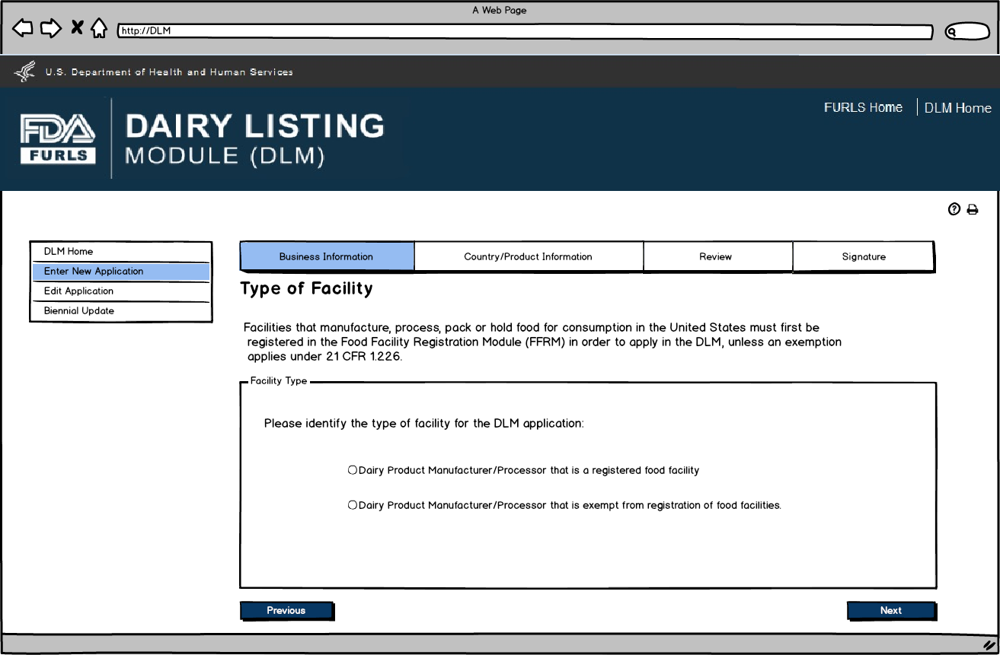 A Web Page
http://DLM
U.S. Department of Health and Human Services
FURLS Home
DLM Home
FDA
FURLS
DAIRY LISTING
MODULE (DLM)
DLM Home
Enter New Application
Edit Application
Biennial Update
Business Information
Country/Product Information
Review
Signature
Type of Facility
Facilities that manufacture, process, pack or hold food for consumption in the United States must first be
registered in the Food Facility Registration Module (FFRM) in order to apply in the DLM, unless an exemption
applies under 21 CFR 1.226.
Facility Type
Please identify the type of facility for the DLM application:
Dairy Product Manufacturer/Processor that is a registered food facility
Dairy Product Manufacturer/Processor that is exempt from registration of food facilities.
Previous
Next